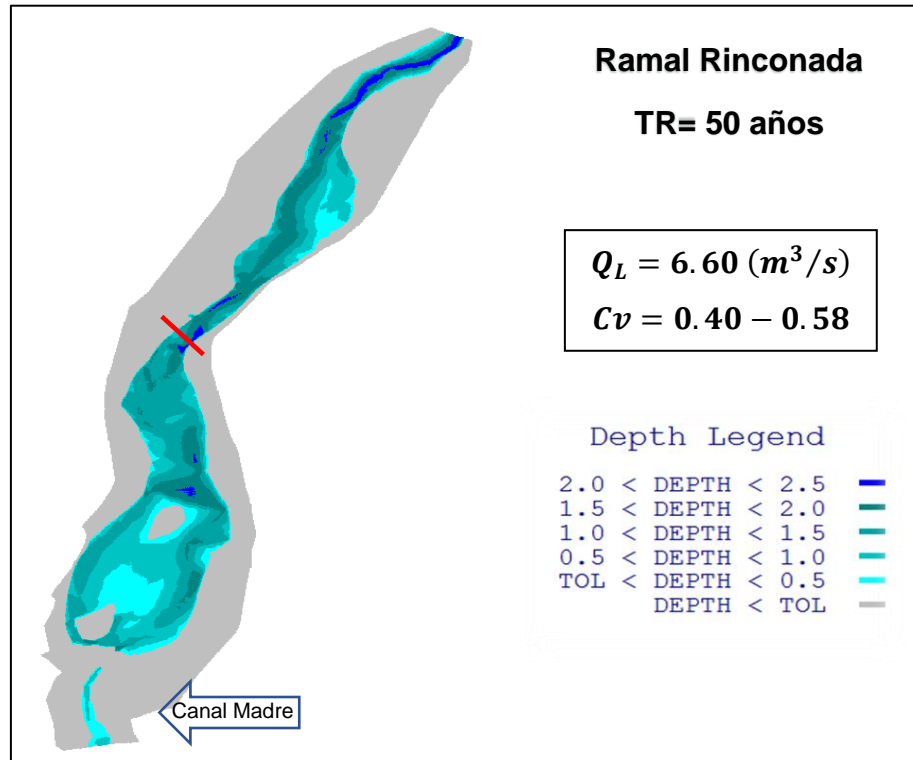 Ramal Rinconada
TR= 50 años
Q_L = 6.60 (m³/s)
Cv = 0.40 − 0.58
Depth Legend
2.0 < DEPTH < 2.5
1.5 < DEPTH < 2.0
1.0 < DEPTH < 1.5
0.5 < DEPTH < 1.0
TOL < DEPTH < 0.5
DEPTH < TOL
Canal Madre